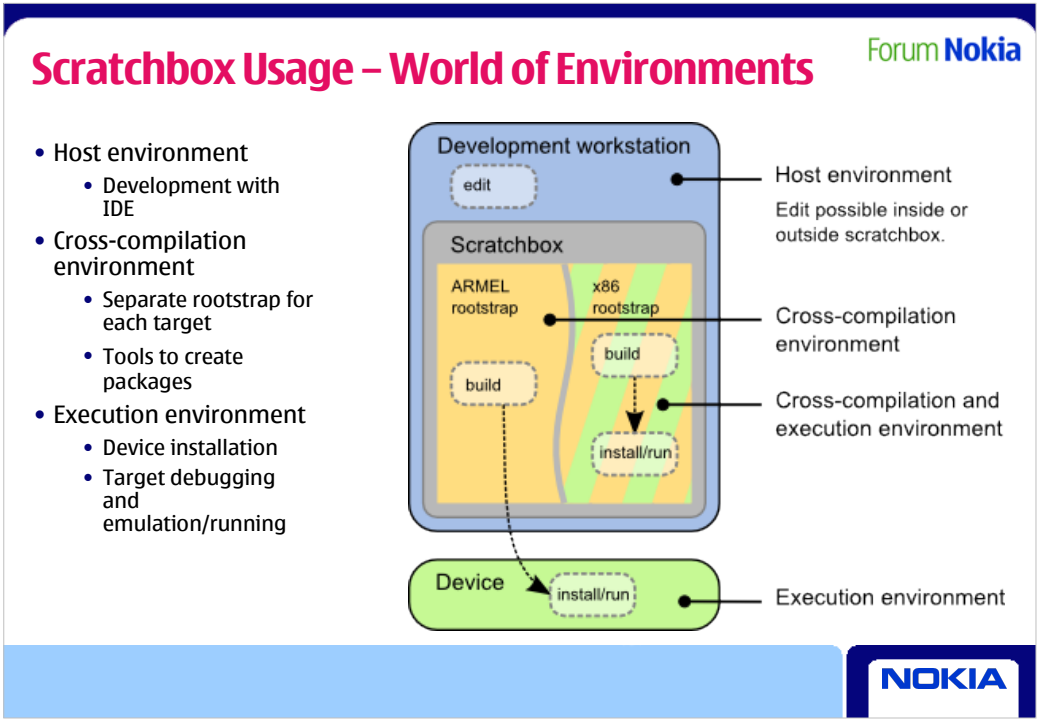 Scratchbox Usage – World of Environments
Forum Nokia
• Host environment
• Development with
IDE
• Cross-compilation
environment
• Separate rootstrap for
each target
• Tools to create
packages
• Execution environment
• Device installation
• Target debugging
and
emulation/running
Development workstation
edit
Scratchbox
ARMEL
rootstrap
x86
rootstrap
build
build
install/run
Device
install/run
Host environment
Edit possible inside or
outside scratchbox.
Cross-compilation
environment
Cross-compilation and
execution environment
Execution environment
NOKIA